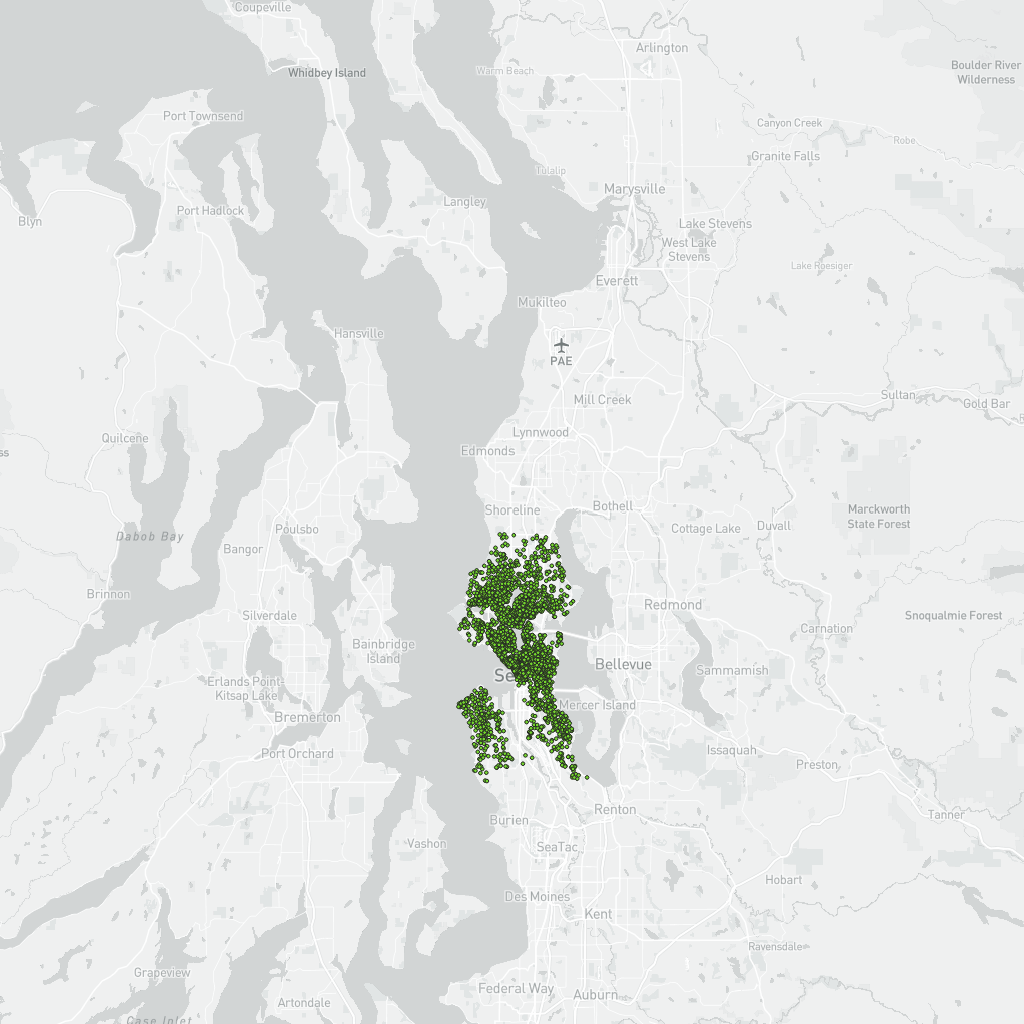 Coupeville
Arlington
Whidbey Island
Warm Beach
Boulder River
Wilderness
Port Townsend
Canyon Creek
Robe
Granite Falls
Tulalip
Marysville
Langley
Port Hadlock
Blyn
Lake Stevens
West Lake
Stevens
Lake Roesiger
Everett
Mukilteo
Hansville
PAE
Mill Creek
Sultan
Gold Bar
Lynnwood
Quilcene
Edmonds
ss
Shoreline
Bothell
Marckworth
State Forest
Cottage Lake
Duvall
Poulsbo
Dabob Bay
Bangor
Brinnon
Redmond
Silverdale
Snoqualmie Forest
Carnation
Bainbridge
Island
Bellevue
Sammamish
Se
Erlands Point-
Kitsap Lake
Mercer Island
Bremerton
Issaquah
Port Orchard
Preston
Renton
Tanner
Burien
Vashon
SeaTac
Hobart
Des Moines
Kent
Ravensdale
Grapeview
Federal Way
Auburn
Artondale
Case Inlet